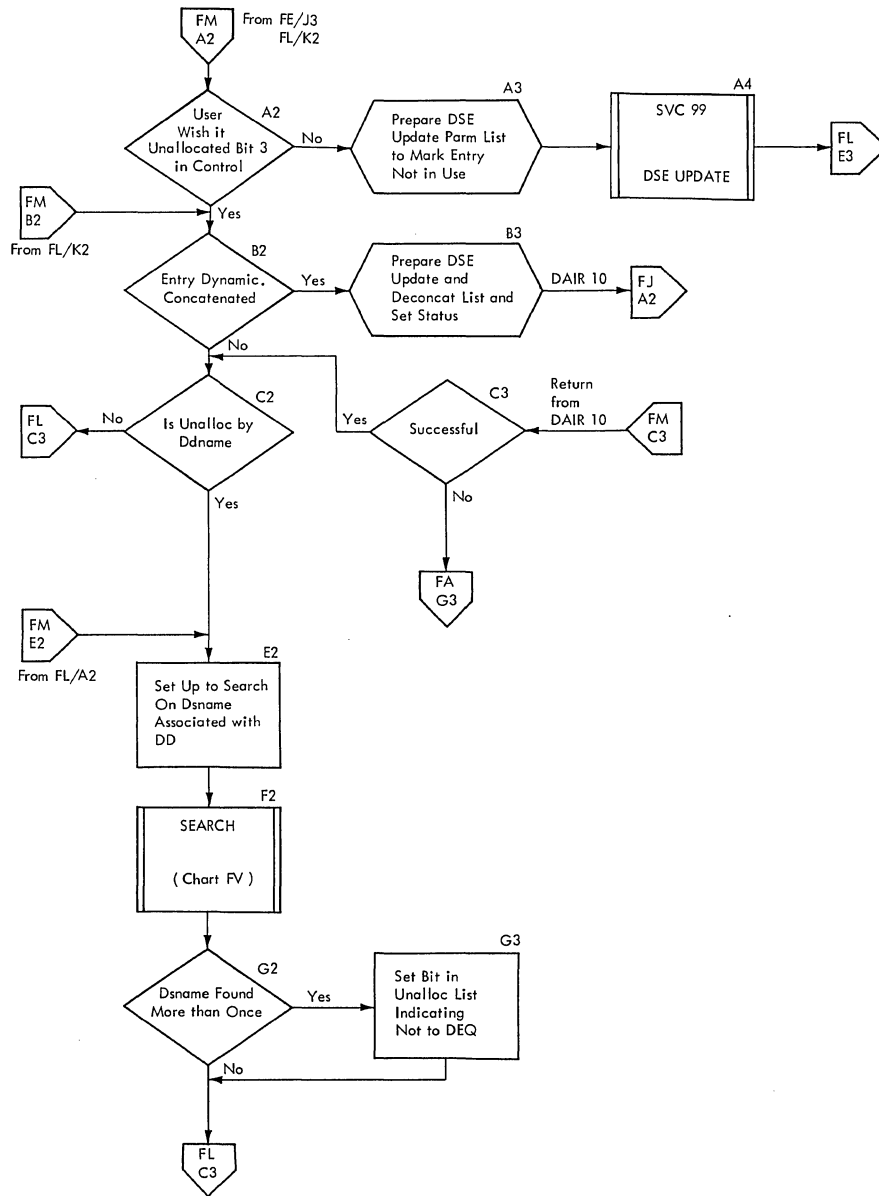 FM
A2
From FE/J3
FL/K2
A2
User
Wish it
Unallocated Bit 3
in Control
No
A3
Prepare DSE
Update Parm List
to Mark Entry
Not in Use
A4
SVC 99
DSE UPDATE
FL
E3
FM
B2
From FL/K2
Yes
B2
Entry Dynamic.
Concatenated
Yes
B3
Prepare DSE
Update and
Deconcat List and
Set Status
DAIR 10
FJ
A2
No
C2
Is Unalloc by
Ddname
No
FL
C3
Yes
C3
Successful
Yes
Return
from
DAIR 10
FM
C3
No
FA
G3
FM
E2
From FL/A2
E2
Set Up to Search
On Dsname
Associated with
DD
F2
SEARCH
( Chart FV )
G2
Dsname Found
More than Once
Yes
G3
Set Bit in
Unalloc List
Indicating
Not to DEQ
No
FL
C3